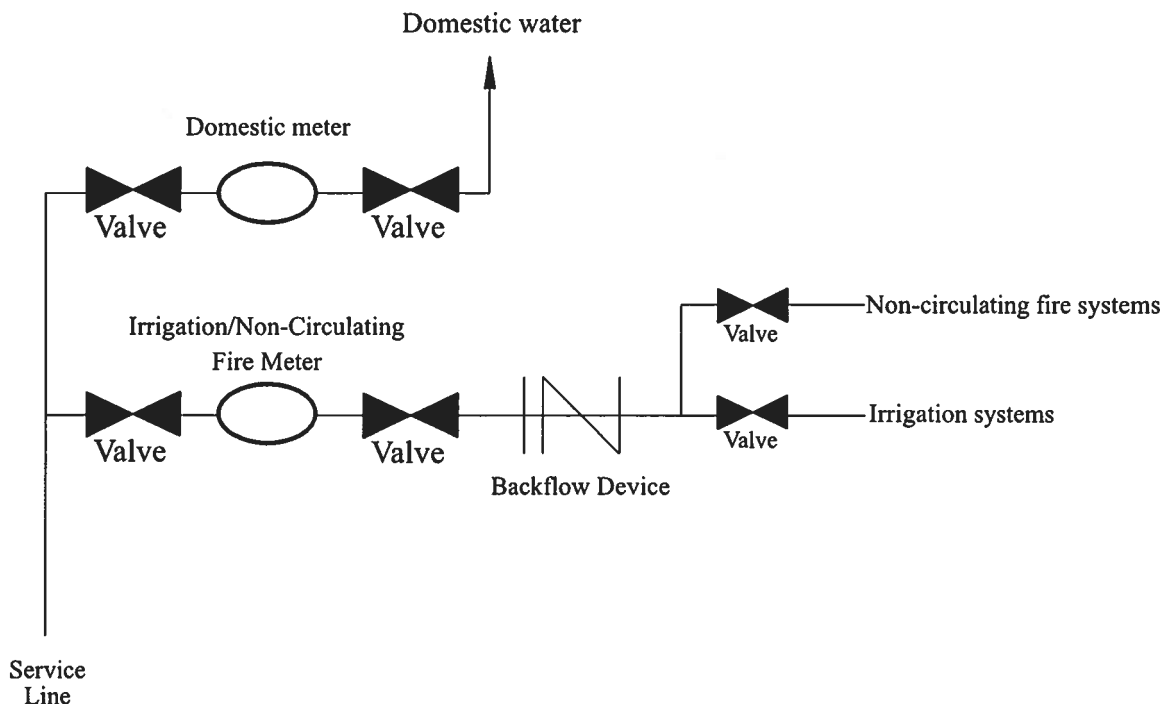 Domestic water
Domestic meter
Valve
Valve
Irrigation/Non-Circulating
Fire Meter
Valve
Non-circulating fire systems
Valve
Valve
Valve
Irrigation systems
Backflow Device
Service
Line